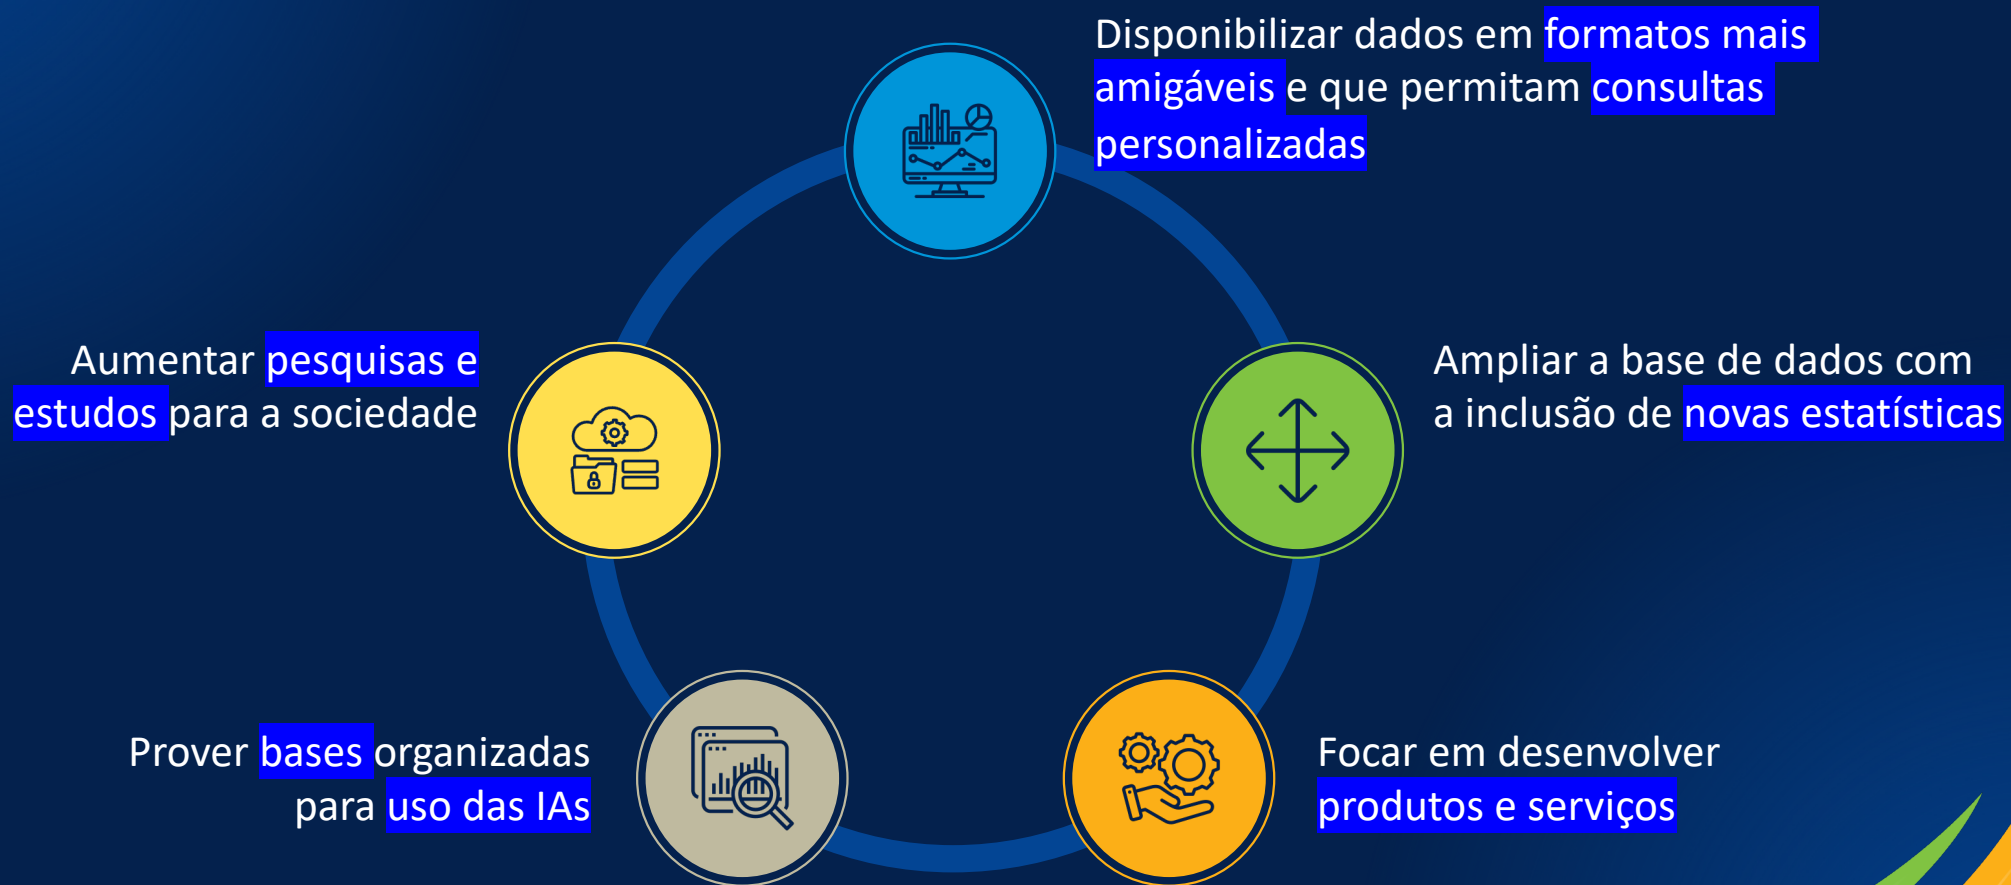 Disponibilizar dados em formatos mais
amigáveis e que permitam consultas
personalizadas
Aumentar pesquisas e
estudos para a sociedade
Ampliar a base de dados com
a inclusão de novas estatísticas
Prover bases organizadas
para uso das IAs
Focar em desenvolver
produtos e serviços